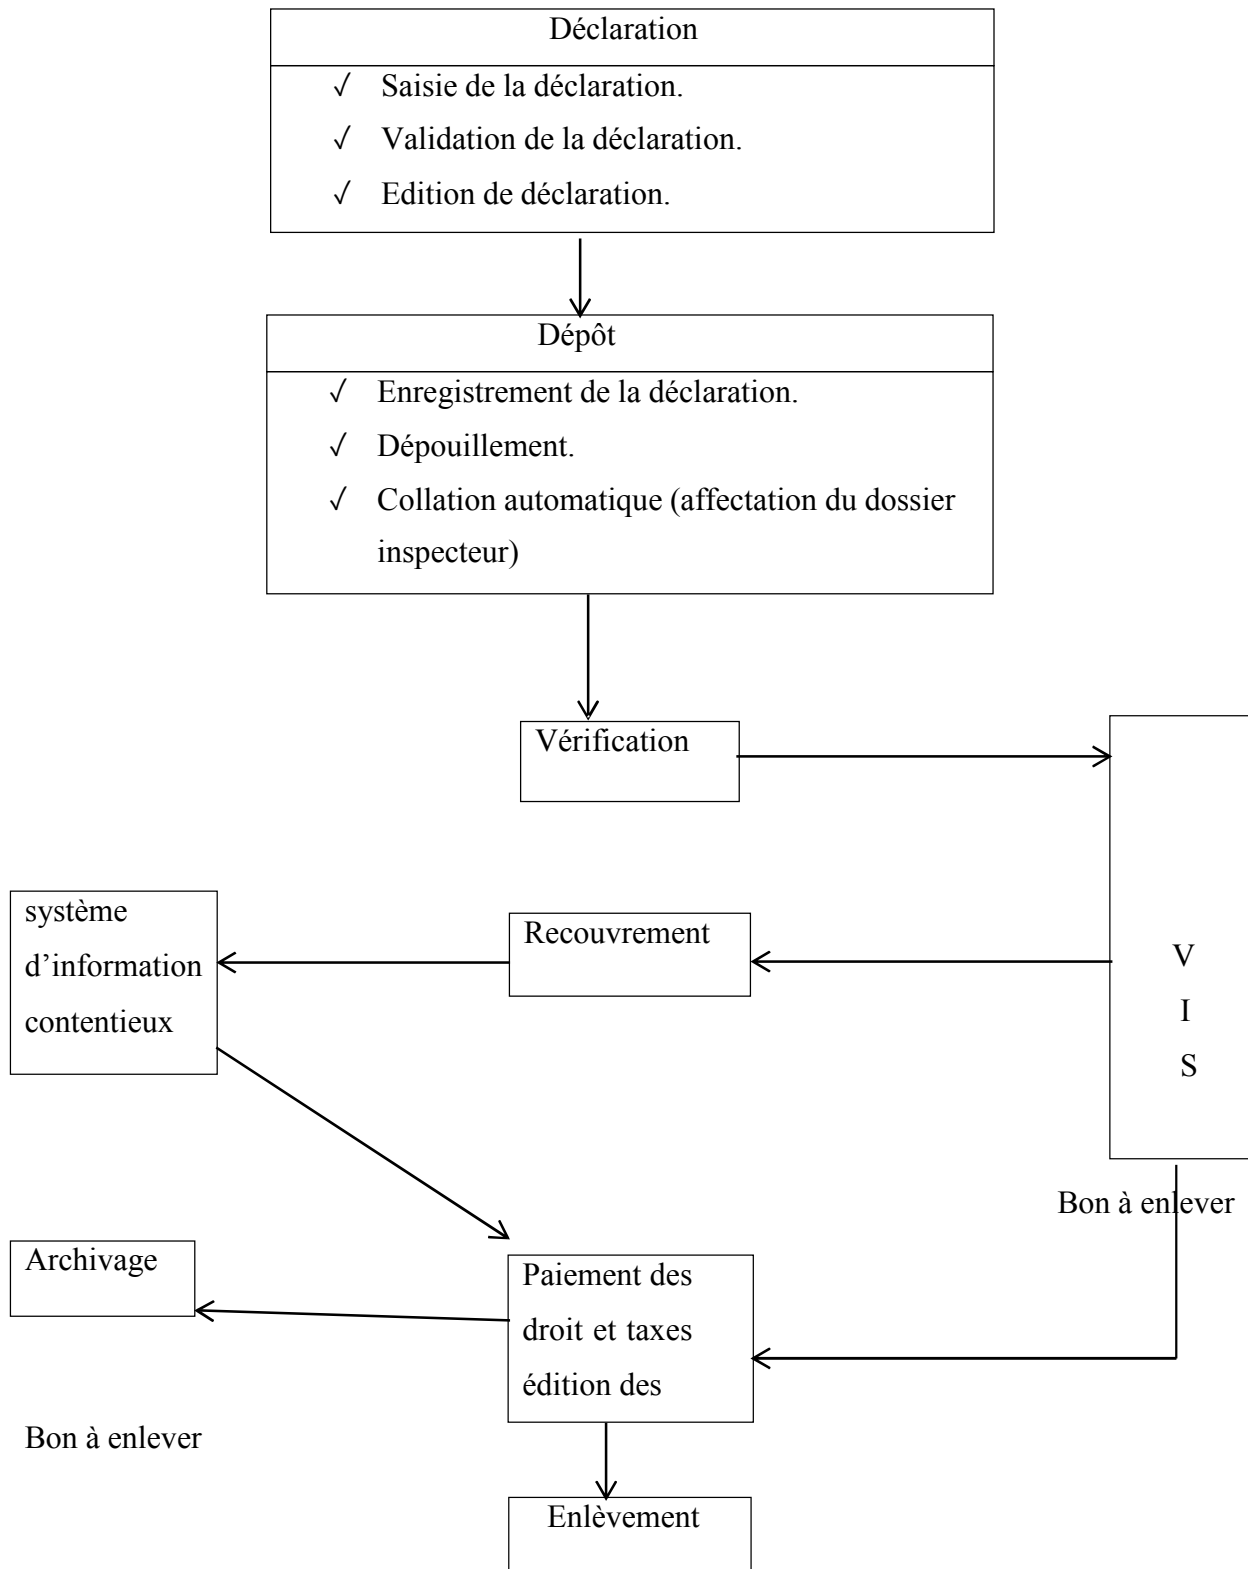 Déclaration
√ Saisie de la déclaration.
√ Validation de la déclaration.
√ Edition de déclaration.
Dépôt
√ Enregistrement de la déclaration.
√ Dépouillement.
√ Collation automatique (affectation du dossier
inspecteur)
Vérification
système
d’information
contentieux
Recouvrement
V
I
S
Bon à enlever
Archivage
Paiement des
droit et taxes
édition des
Bon à enlever
Enlèvement